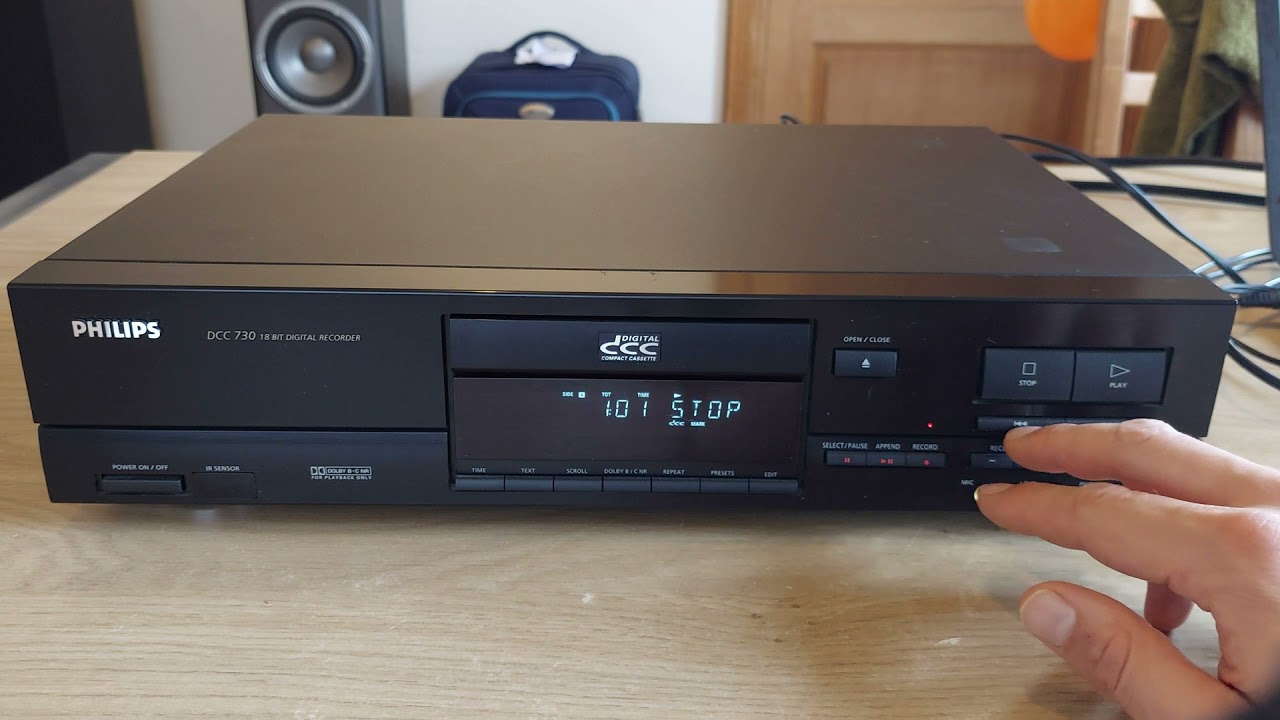 PHILIPS
DCC 730 18 BIT DIGITAL RECORDER
DIGITAL
dcc
COMPACT CASSETTE
OPEN / CLOSE
STOP
PLAY
SIDE TOT TIME
1:01 STOP
dcc MARK
POWER ON / OFF
IR SENSOR
DOLBY B-C NR
FOR PLAYBACK ONLY
TIME TEXT SCROLL DOLBY B / C NR REPEAT PRESETS EDIT
SELECT/PAUSE APPEND RECORD